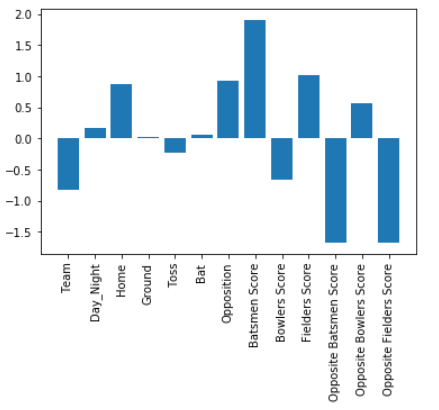 2.0
1.5
1.0
0.5
0.0
−0.5
−1.0
−1.5
Team
Day_Night
Home
Ground
Toss
Bat
Opposition
Batsmen Score
Bowlers Score
Fielders Score
Opposite Batsmen Score
Opposite Bowlers Score
Opposite Fielders Score